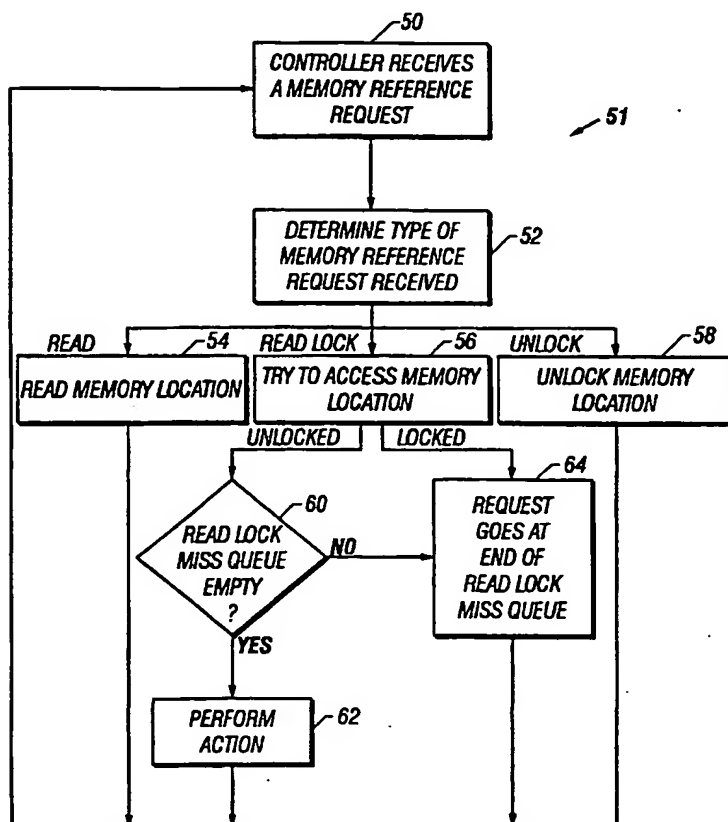 50
CONTROLLER RECEIVES
A MEMORY REFERENCE
REQUEST
51
DETERMINE TYPE OF
MEMORY REFERENCE
REQUEST RECEIVED
52
READ
54
READ LOCK
56
UNLOCK
58
READ MEMORY LOCATION
TRY TO ACCESS MEMORY
LOCATION
UNLOCK MEMORY
LOCATION
UNLOCKED
LOCKED
60
64
READ LOCK
MISS QUEUE
EMPTY
?
NO
REQUEST
GOES AT
END OF
READ LOCK
MISS QUEUE
YES
PERFORM
ACTION
62